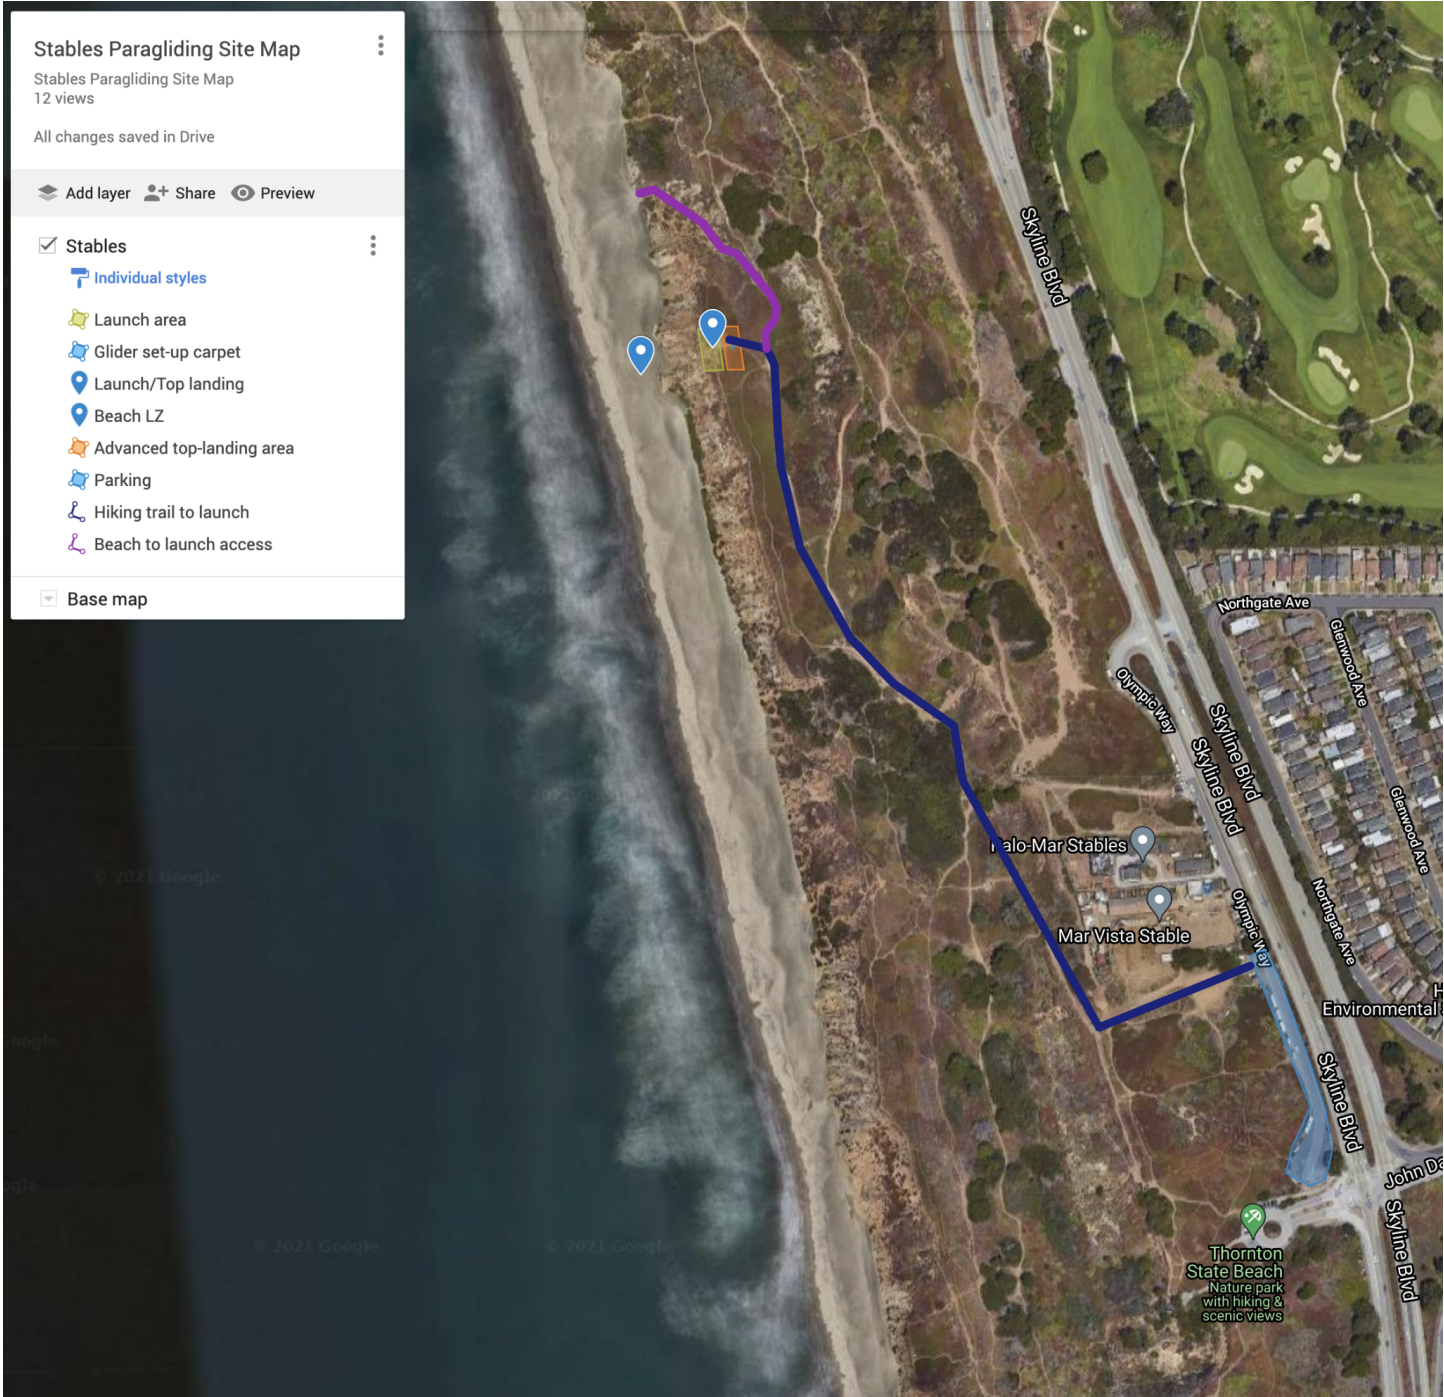 Stables Paragliding Site Map
Stables Paragliding Site Map
12 views
All changes saved in Drive
Add layer Share Preview
Stables
Individual styles
Launch area
Glider set-up carpet
Launch/Top landing
Beach LZ
Advanced top-landing area
Parking
Hiking trail to launch
Beach to launch access
Base map
Skyline Blvd
Northgate Ave
Glenwood Ave
Olympic Way
Skyline Blvd
Skyline Blvd
Glenwood Ave
Mar Vista Stable
Stables
Olympic Way
Northgate Ave
Environmental
Skyline Blvd
John Da
Skyline Blvd
Thornton
State Beach
Nature park
with hiking &
scenic views
© 2021 Google
Google
© 2021 Google
© 2021 Google